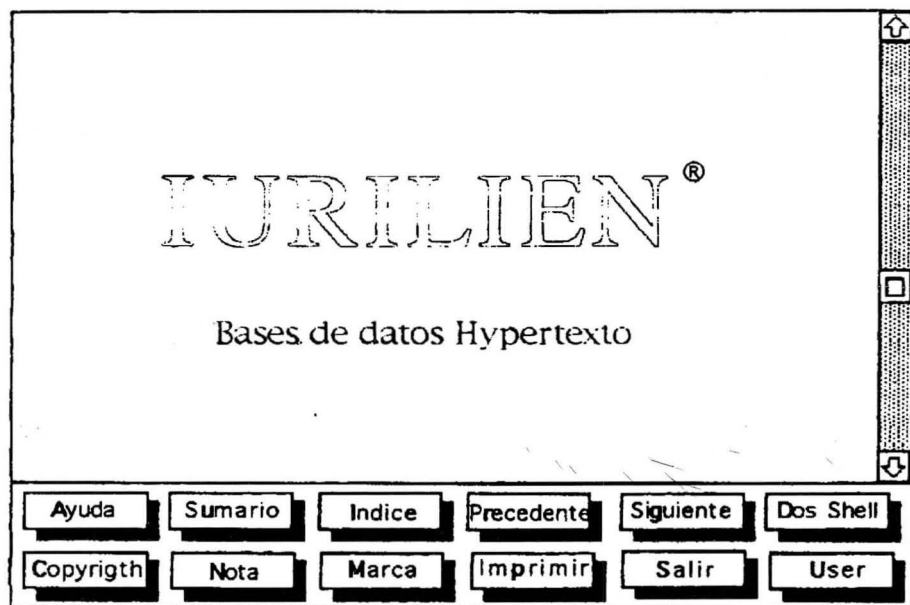 IURILIEN®
Bases de datos Hypertexto
Ayuda Sumario Indice Precedente Siguiente Dos Shell
Copyrigth Nota Marca Imprimir Salir User